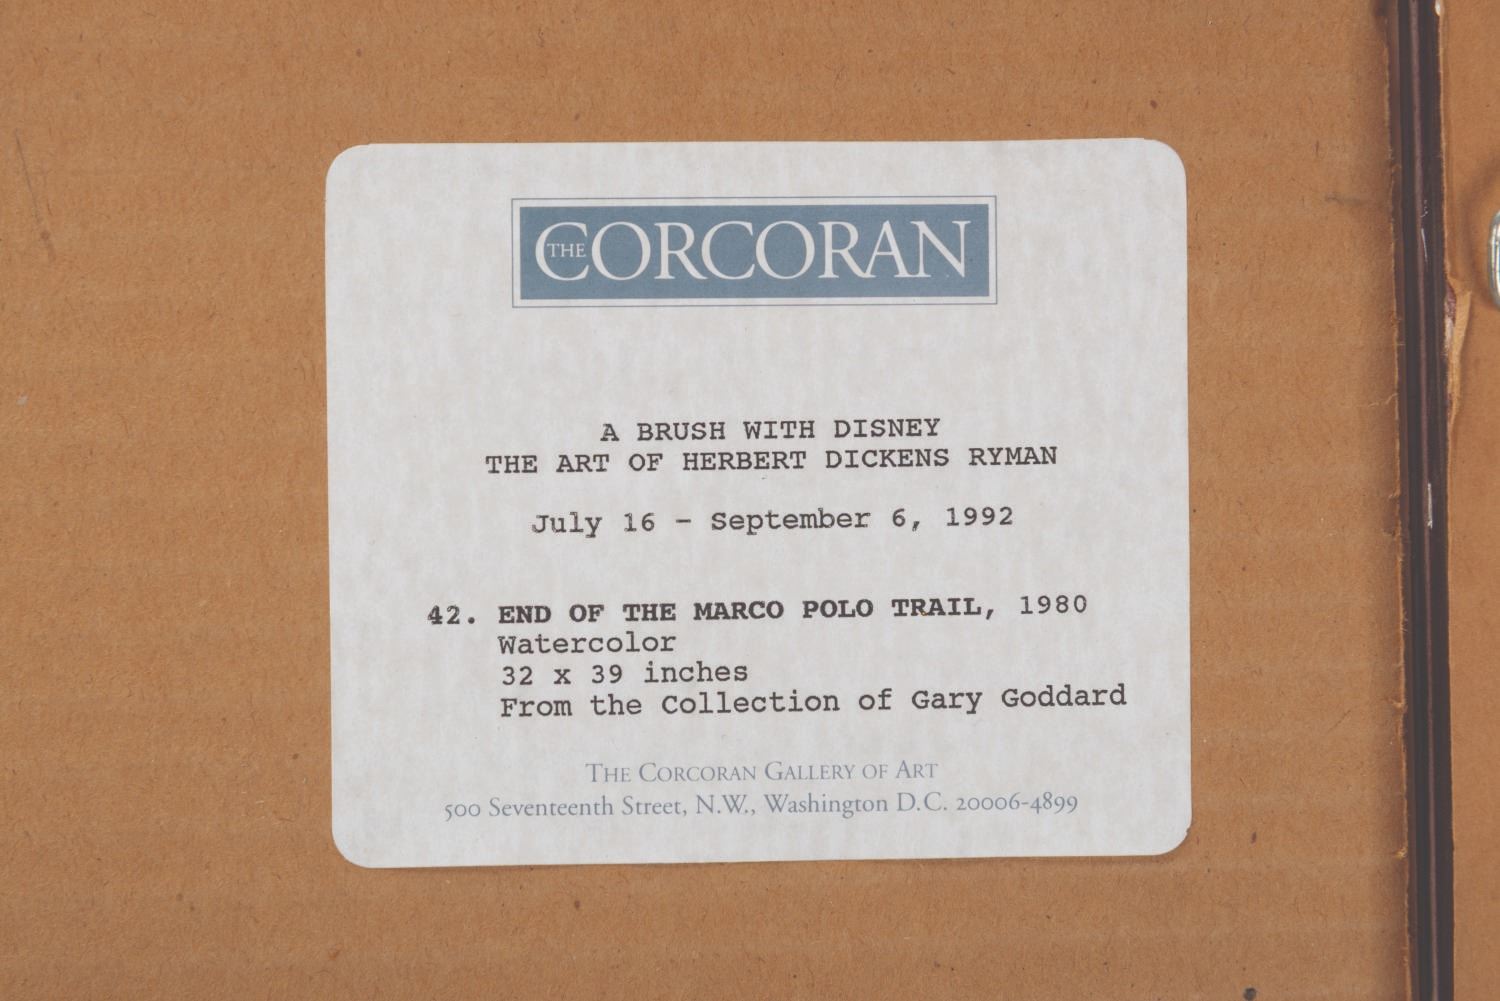 THE CORCORAN
A BRUSH WITH DISNEY
THE ART OF HERBERT DICKENS RYMAN
July 16 - September 6, 1992
42. END OF THE MARCO POLO TRAIL, 1980
Watercolor
32 x 39 inches
From the Collection of Gary Goddard
THE CORCORAN GALLERY OF ART
500 Seventeenth Street, N.W., Washington D.C. 20006-4899